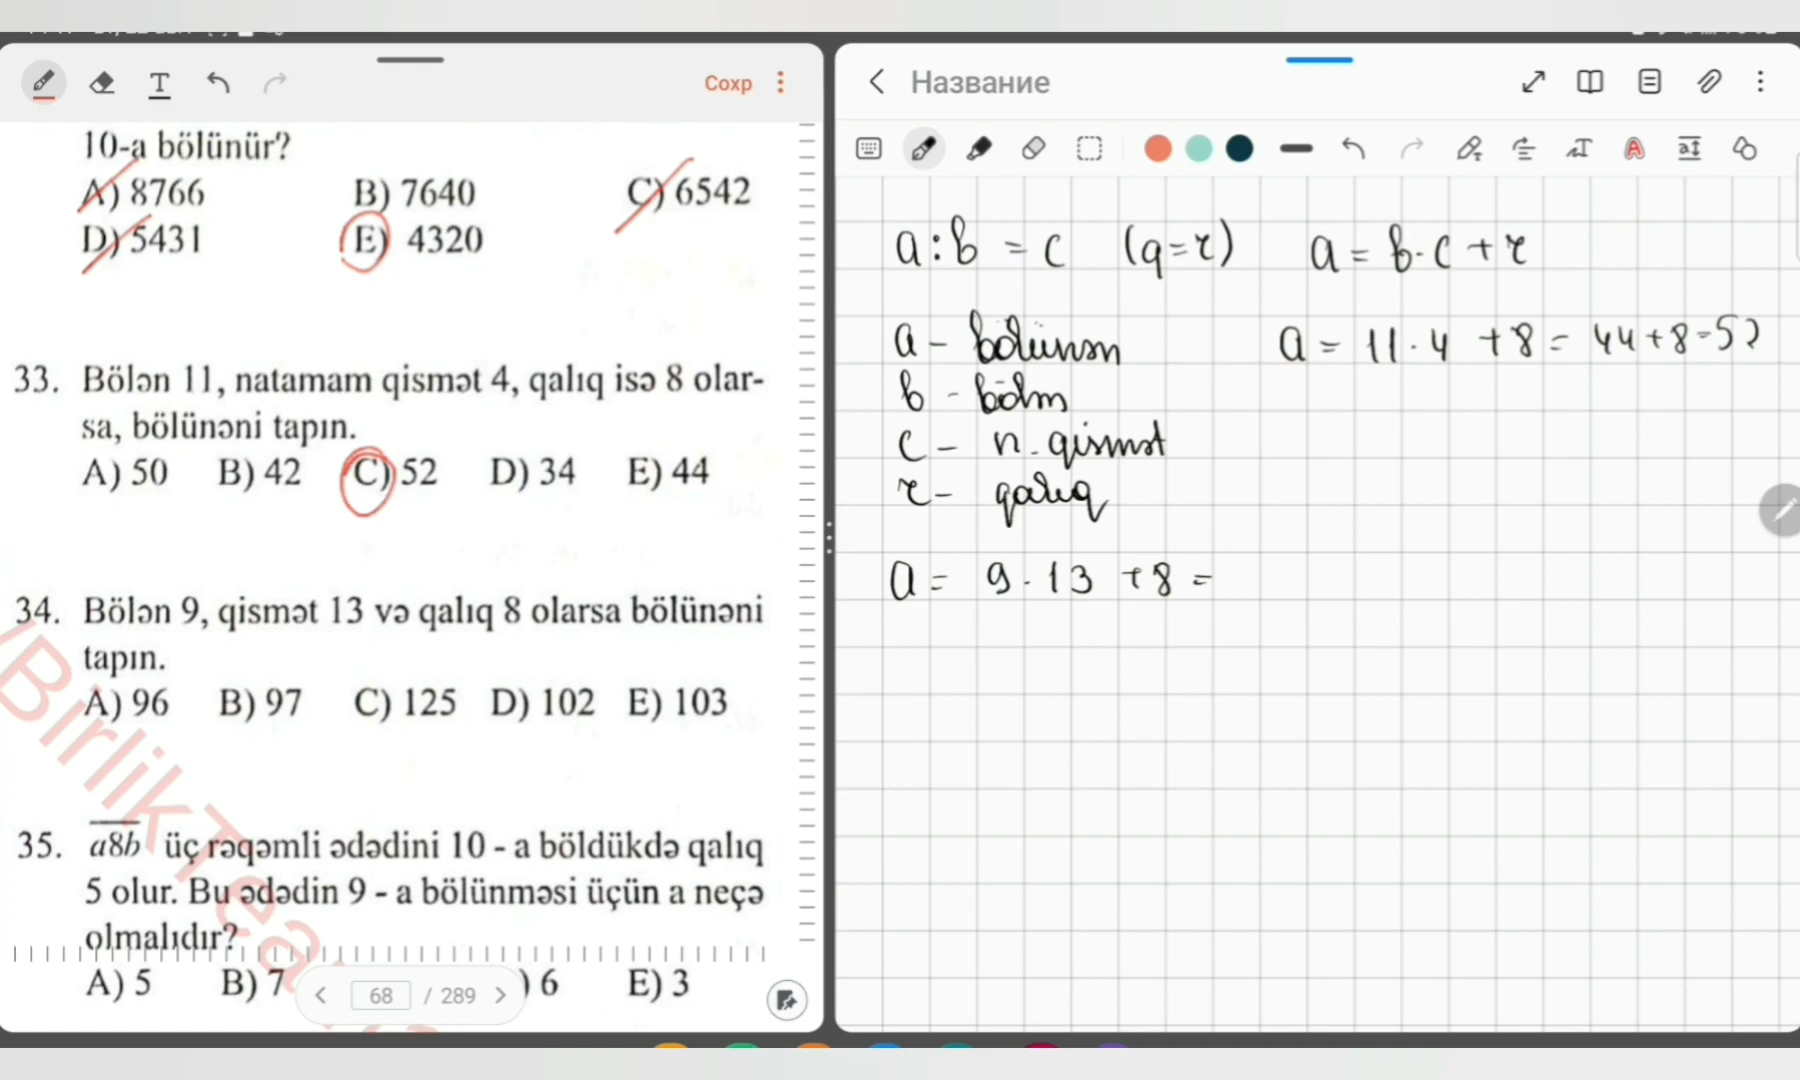 Сохр
10-a bölünür?
A) 8766 B) 7640 C) 6542
D) 5431 E) 4320
33. Bölən 11, natamam qismət 4, qalıq isə 8 olar-
sa, bölünəni tapın.
A) 50 B) 42 C) 52 D) 34 E) 44
34. Bölən 9, qismət 13 və qalıq 8 olarsa bölünəni
tapın.
A) 96 B) 97 C) 125 D) 102 E) 103
35. a8b üç rəqəmli ədədini 10 - a böldükdə qalıq
5 olur. Bu ədədin 9 - a bölünməsi üçün a neçə
olmalıdır?
A) 5 B) 7 ) 6 E) 3
68 / 289
Название
a : b = c (q=r) a = b · c + r
a - bölünən a = 11 · 4 + 8 = 44+8=52
b - bölən
c - n. qismət
r - qalıq
a = 9 · 13 + 8 =